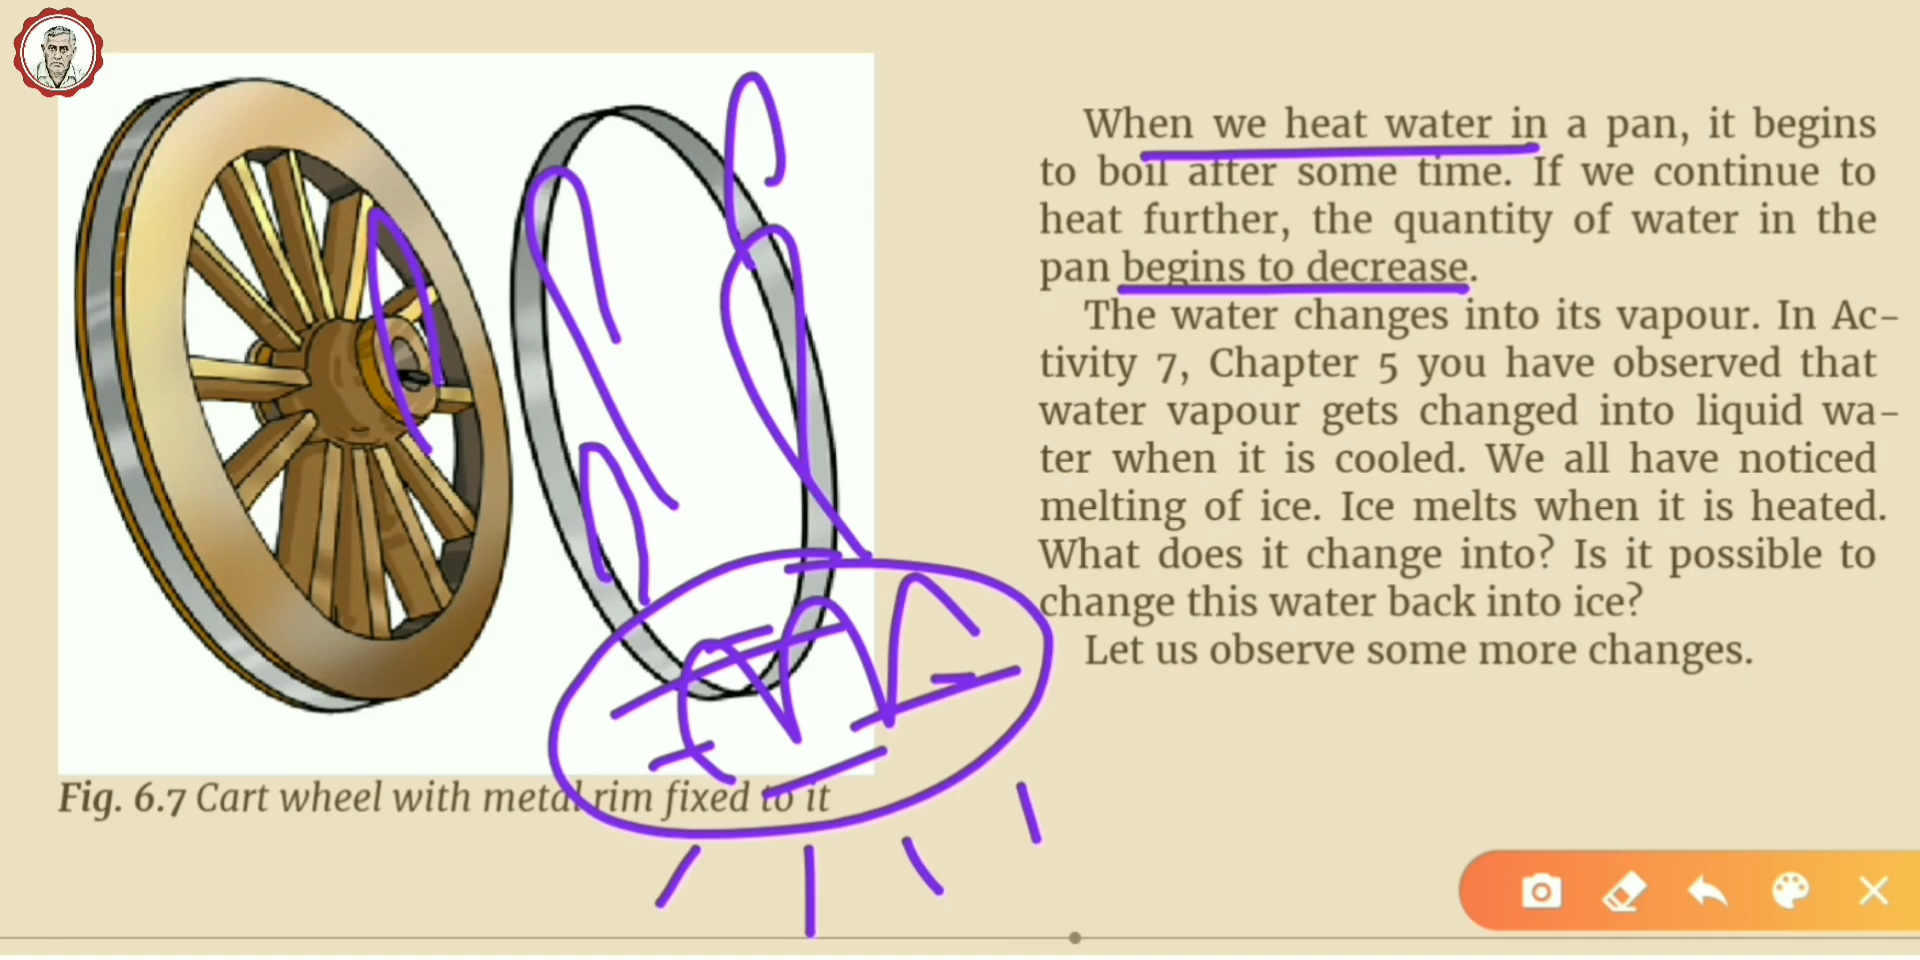 When we heat water in a pan, it begins
to boil after some time. If we continue to
heat further, the quantity of water in the
pan begins to decrease.
The water changes into its vapour. In Ac-
tivity 7, Chapter 5 you have observed that
water vapour gets changed into liquid wa-
ter when it is cooled. We all have noticed
melting of ice. Ice melts when it is heated.
What does it change into? Is it possible to
change this water back into ice?
Let us observe some more changes.
Fig. 6.7 Cart wheel with metal rim fixed to it